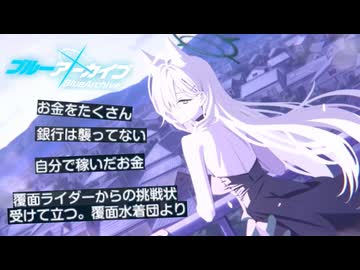 ブルーアーカイブ
BlueArchive
お金をたくさん
銀行は襲ってない
自分で稼いだお金
覆面ライダーからの挑戦状
受けて立つ。覆面水着団より